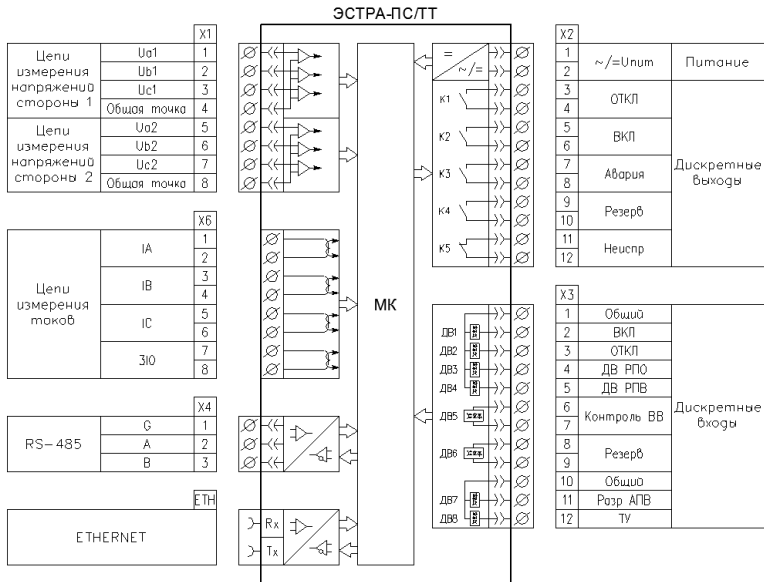 ЭСТРА-ПС/ТТ
X1
Цепи измерения напряжений стороны 1
Ua1 1
Ub1 2
Uc1 3
Общая точка 4
Цепи измерения напряжений стороны 2
Ua2 5
Ub2 6
Uc2 7
Общая точка 8
X6
Цепи измерения токов
IA 1 2
IB 3 4
IC 5 6
3I0 7 8
X4
RS-485
G 1
A 2
B 3
ETH
ETHERNET
Rx
Tx
МК
= ~/=
К1
К2
К3
К4
К5
ДВ1
ДВ2
ДВ3
ДВ4
ДВ5
ДВ6
ДВ7
ДВ8
X2
1 2 ~/=Uпит Питание
3 4 ОТКЛ
5 6 ВКЛ
7 8 Авария
9 10 Резерв
11 12 Неиспр
Дискретные выходы
X3
1 Общий
2 ВКЛ
3 ОТКЛ
4 ДВ РПО
5 ДВ РПВ
6 7 Контроль ВВ
8 9 Резерв
10 Общий
11 Разр АПВ
12 ТУ
Дискретные входы